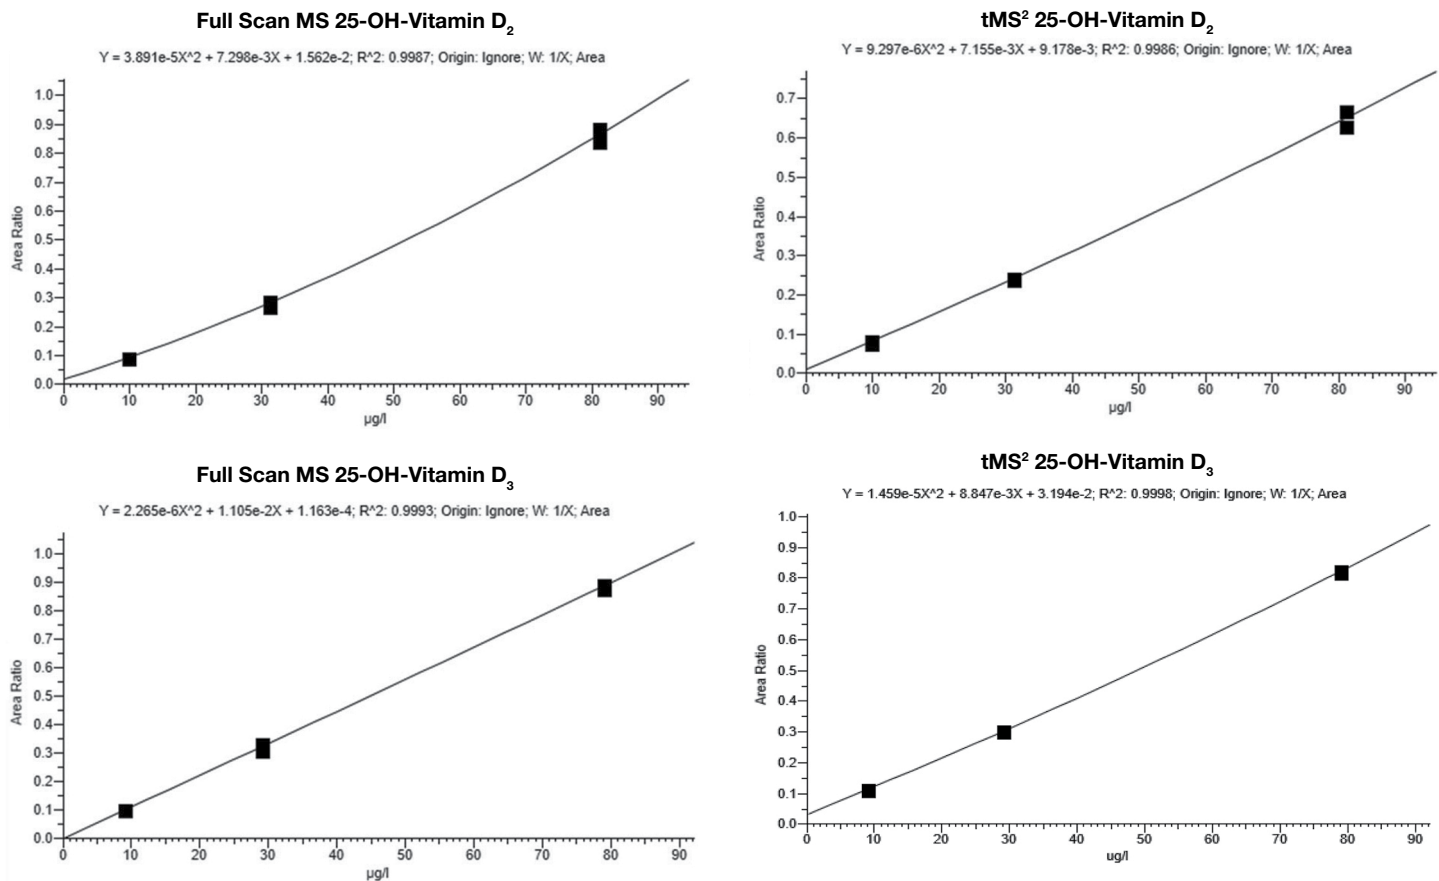 Full Scan MS 25-OH-Vitamin D2
Y = 3.891e-5X^2 + 7.298e-3X + 1.562e-2; R^2: 0.9987; Origin: Ignore; W: 1/X; Area
Area Ratio
1.0
0.9
0.8
0.7
0.6
0.5
0.4
0.3
0.2
0.1
0.0
0 10 20 30 40 50 60 70 80 90
µg/l
tMS² 25-OH-Vitamin D2
Y = 9.297e-6X^2 + 7.155e-3X + 9.178e-3; R^2: 0.9986; Origin: Ignore; W: 1/X; Area
Area Ratio
0.7
0.6
0.5
0.4
0.3
0.2
0.1
0.0
0 10 20 30 40 50 60 70 80 90
µg/l
Full Scan MS 25-OH-Vitamin D3
Y = 2.265e-6X^2 + 1.105e-2X + 1.163e-4; R^2: 0.9993; Origin: Ignore; W: 1/X; Area
Area Ratio
1.0
0.9
0.8
0.7
0.6
0.5
0.4
0.3
0.2
0.1
0.0
0 10 20 30 40 50 60 70 80 90
µg/l
tMS² 25-OH-Vitamin D3
Y = 1.459e-5X^2 + 8.847e-3X + 3.194e-2; R^2: 0.9998; Origin: Ignore; W: 1/X; Area
Area Ratio
1.0
0.9
0.8
0.7
0.6
0.5
0.4
0.3
0.2
0.1
0.0
0 10 20 30 40 50 60 70 80 90
ug/l